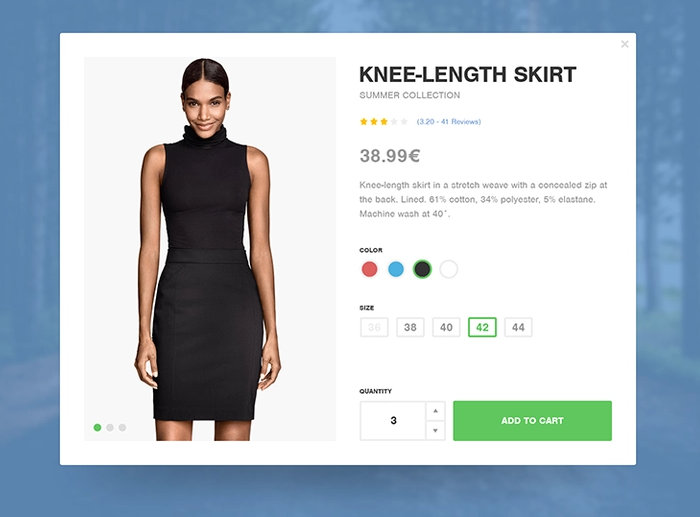 KNEE-LENGTH SKIRT
SUMMER COLLECTION
(3.20 - 41 Reviews)
38.99€
Knee-length skirt in a stretch weave with a concealed zip at
the back. Lined. 61% cotton, 34% polyester, 5% elastane.
Machine wash at 40°.
COLOR
SIZE
36 38 40 42 44
QUANTITY
3
ADD TO CART